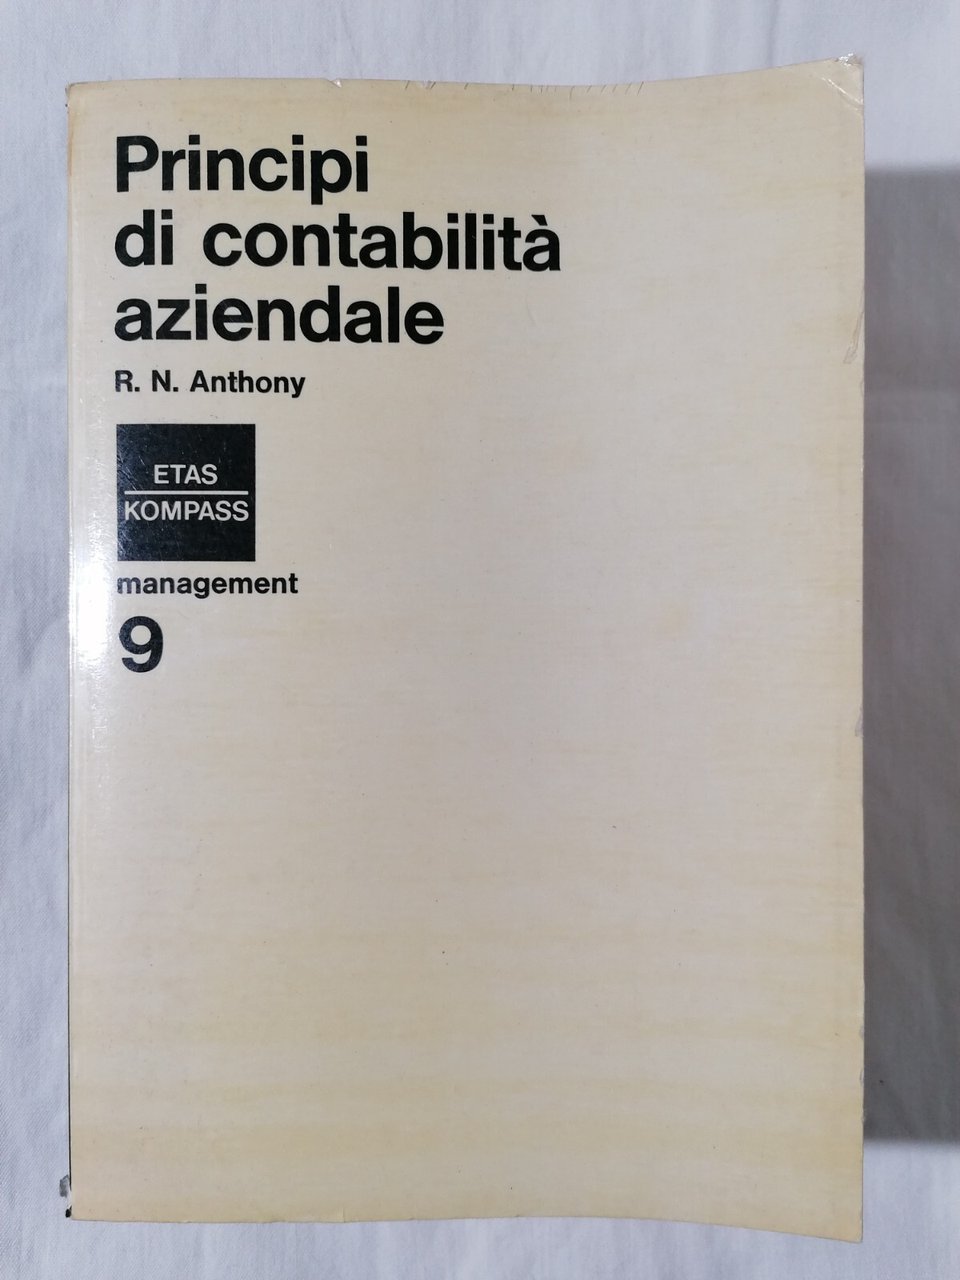 Principi
di contabilità
aziendale
R. N. Anthony
ETAS
KOMPASS
management
9